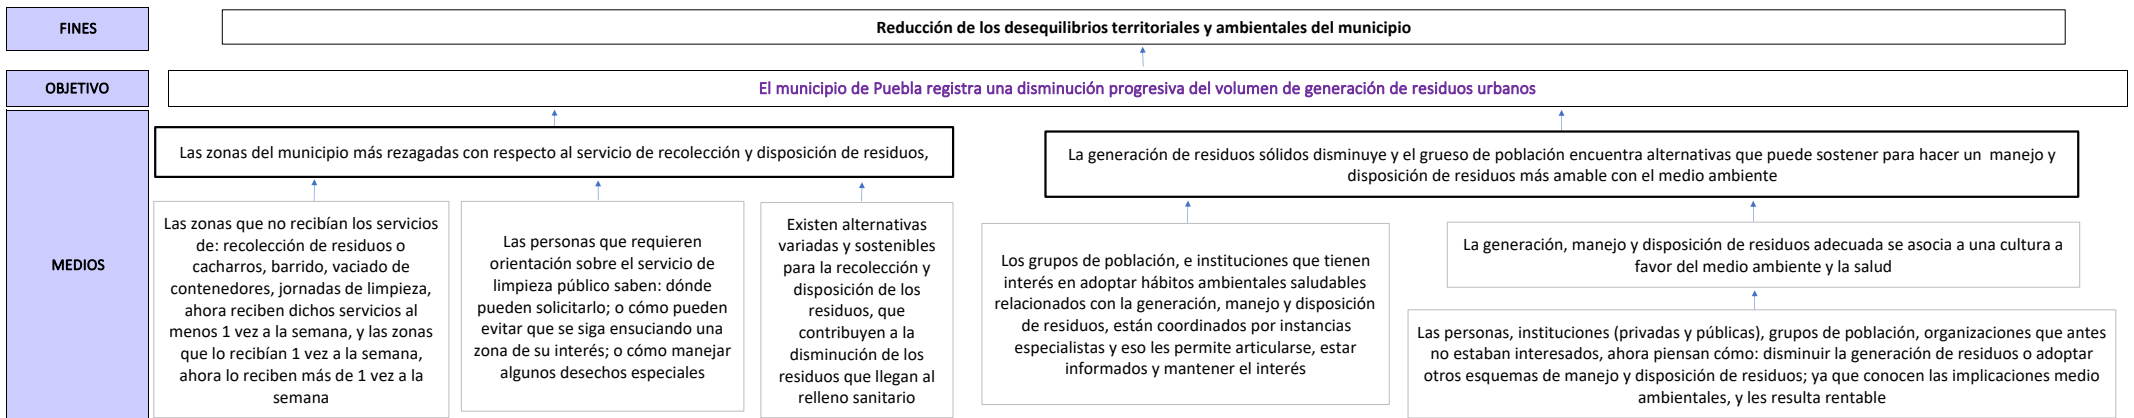 FINES
Reducción de los desequilibrios territoriales y ambientales del municipio
OBJETIVO
El municipio de Puebla registra una disminución progresiva del volumen de generación de residuos urbanos
MEDIOS
Las zonas del municipio más rezagadas con respecto al servicio de recolección y disposición de residuos,
La generación de residuos sólidos disminuye y el grueso de población encuentra alternativas que puede sostener para hacer un manejo y
disposición de residuos más amable con el medio ambiente
Las zonas que no recibían los servicios
de: recolección de residuos o
cacharros, barrido, vaciado de
contenedores, jornadas de limpieza,
ahora reciben dichos servicios al
menos 1 vez a la semana, y las zonas
que lo recibían 1 vez a la semana,
ahora lo reciben más de 1 vez a la
semana
Las personas que requieren
orientación sobre el servicio de
limpieza público saben: dónde
pueden solicitarlo; o cómo pueden
evitar que se siga ensuciando una
zona de su interés; o cómo manejar
algunos desechos especiales
Existen alternativas
variadas y sostenibles
para la recolección y
disposición de los
residuos, que
contribuyen a la
disminución de los
residuos que llegan al
relleno sanitario
Los grupos de población, e instituciones que tienen
interés en adoptar hábitos ambientales saludables
relacionados con la generación, manejo y disposición
de residuos, están coordinados por instancias
especialistas y eso les permite articularse, estar
informados y mantener el interés
La generación, manejo y disposición de residuos adecuada se asocia a una cultura a
favor del medio ambiente y la salud
Las personas, instituciones (privadas y públicas), grupos de población, organizaciones que antes
no estaban interesados, ahora piensan cómo: disminuir la generación de residuos o adoptar
otros esquemas de manejo y disposición de residuos; ya que conocen las implicaciones medio
ambientales, y les resulta rentable